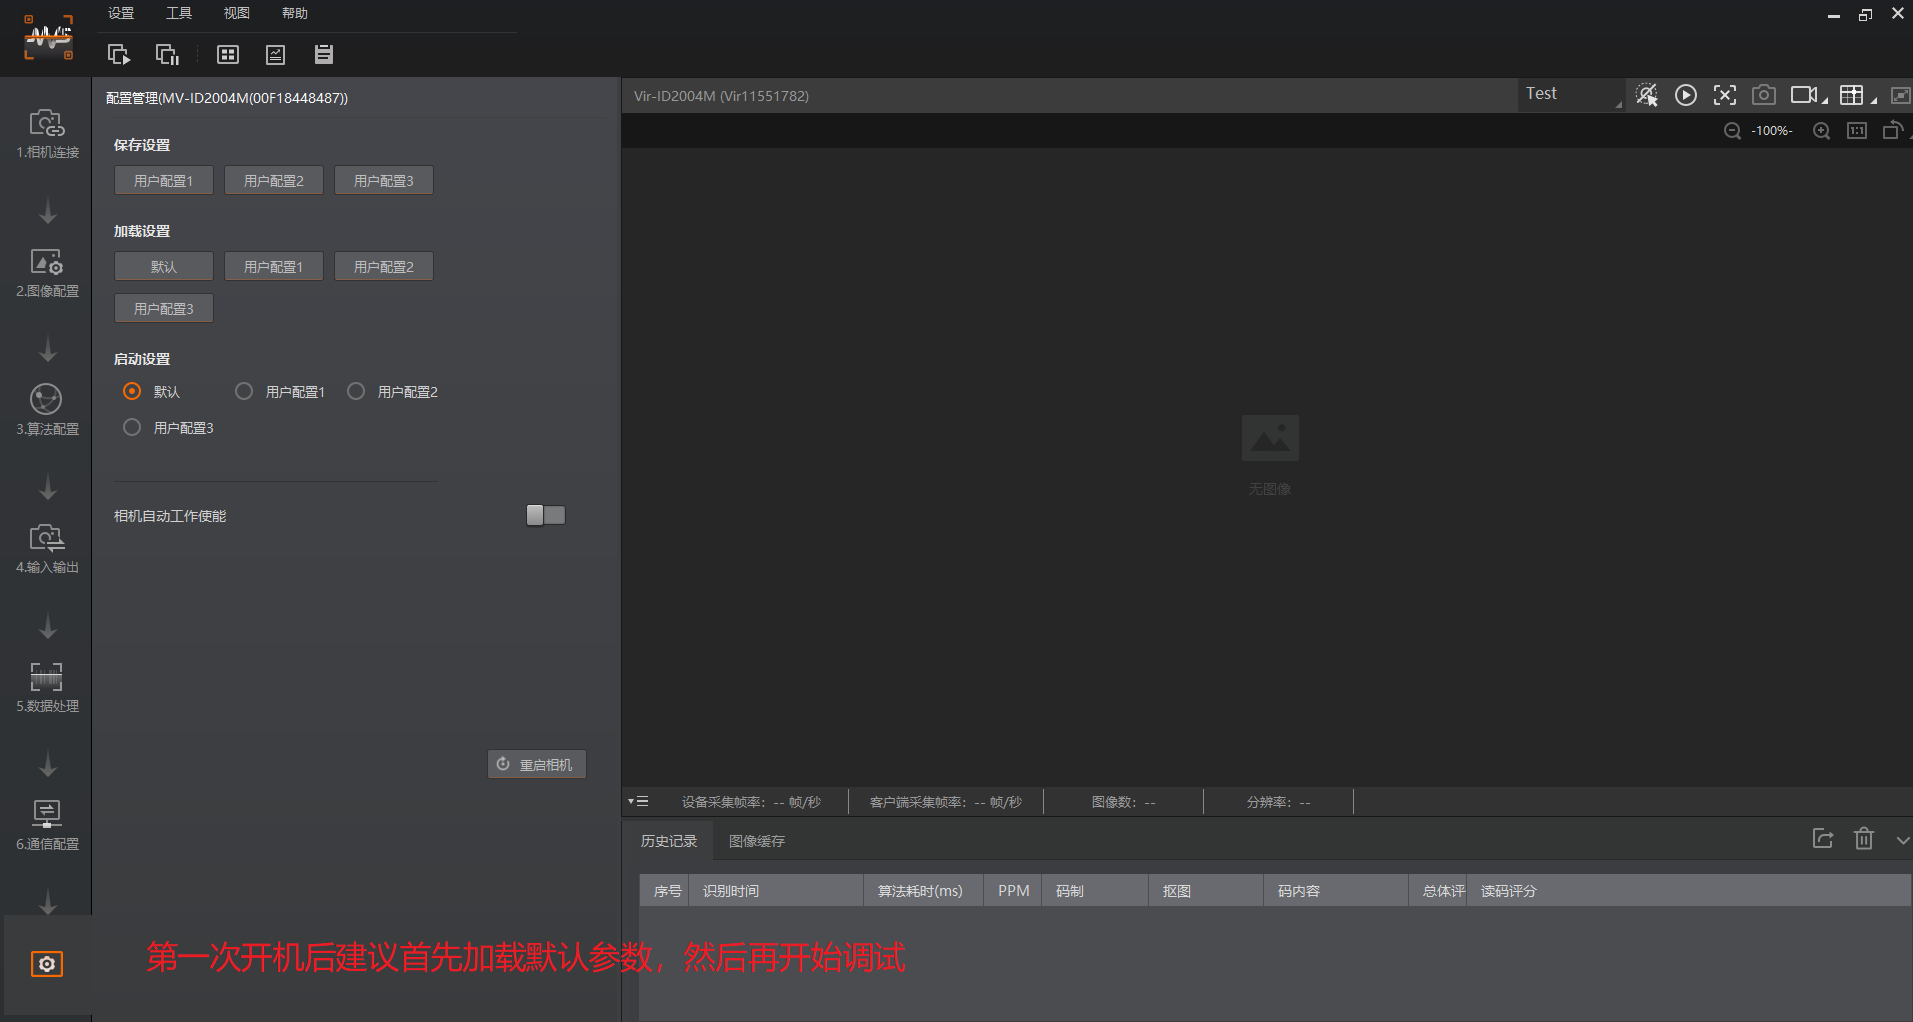 设置 工具 视图 帮助
配置管理(MV-ID2004M(00F18448487))
Vir-ID2004M (Vir11551782)
Test
-100%-
1:1
1.相机连接
2.图像配置
3.算法配置
4.输入输出
5.数据处理
6.通信配置
保存设置
用户配置1 用户配置2 用户配置3
加载设置
默认 用户配置1 用户配置2
用户配置3
启动设置
默认 用户配置1 用户配置2
用户配置3
相机自动工作使能
重启相机
无图像
设备采集帧率：-- 帧/秒 客户端采集帧率：-- 帧/秒 图像数：-- 分辨率：--
历史记录 图像缓存
序号 识别时间 算法耗时(ms) PPM 码制 抠图 码内容 总体评 读码评分
第一次开机后建议首先加载默认参数，然后再开始调试